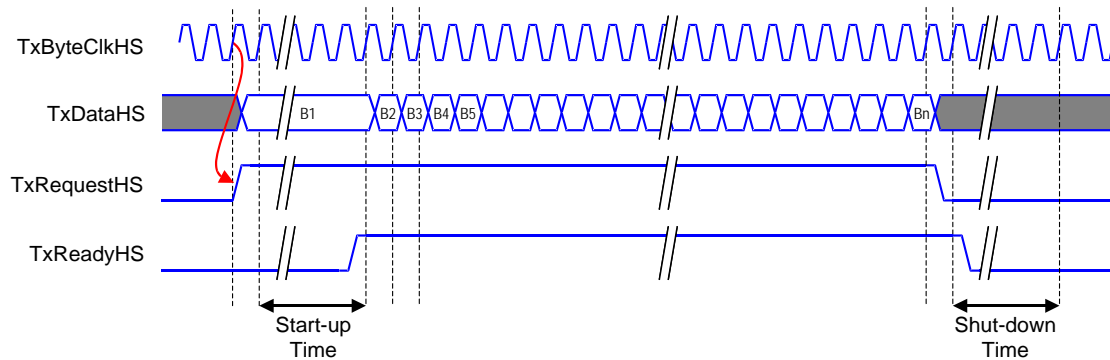 TxByteClkHS
TxDataHS
B1
B2
B3
B4
B5
Bn
TxRequestHS
TxReadyHS
Start-up
Time
Shut-down
Time